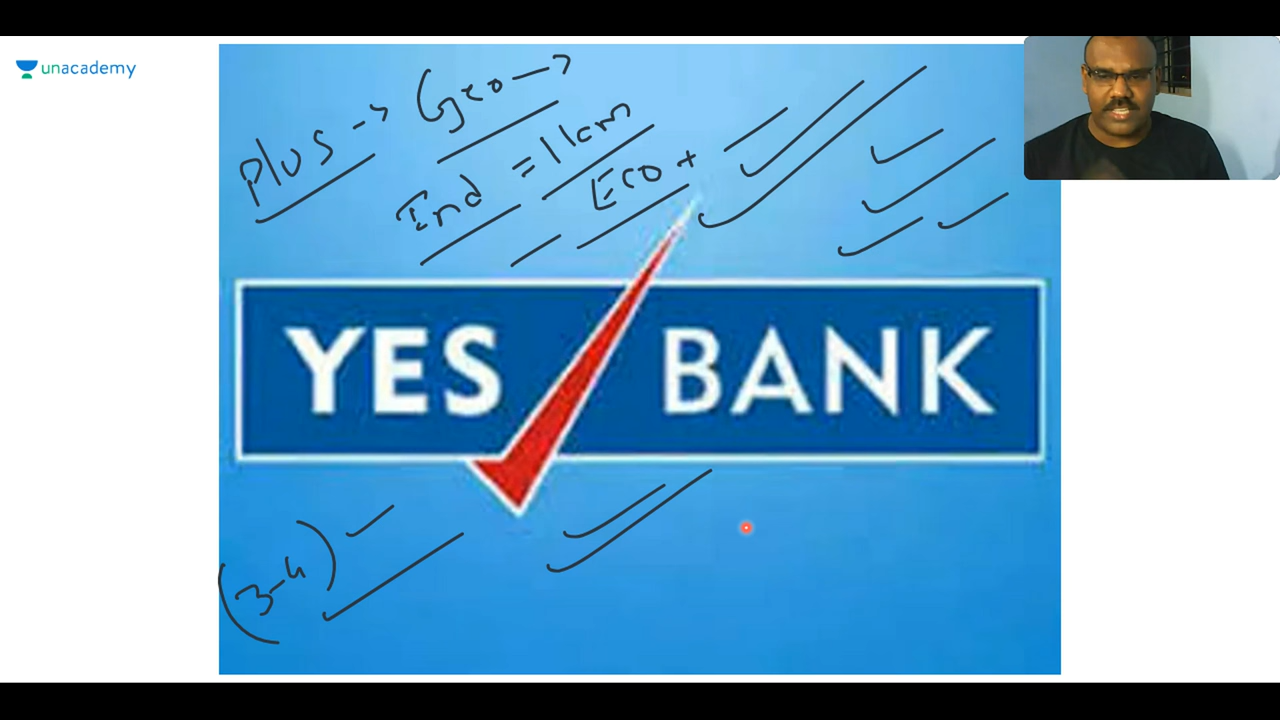 unacademy
Plus -> Geo ->
Ind = 11cm
Eco +
YES BANK
(3-4)